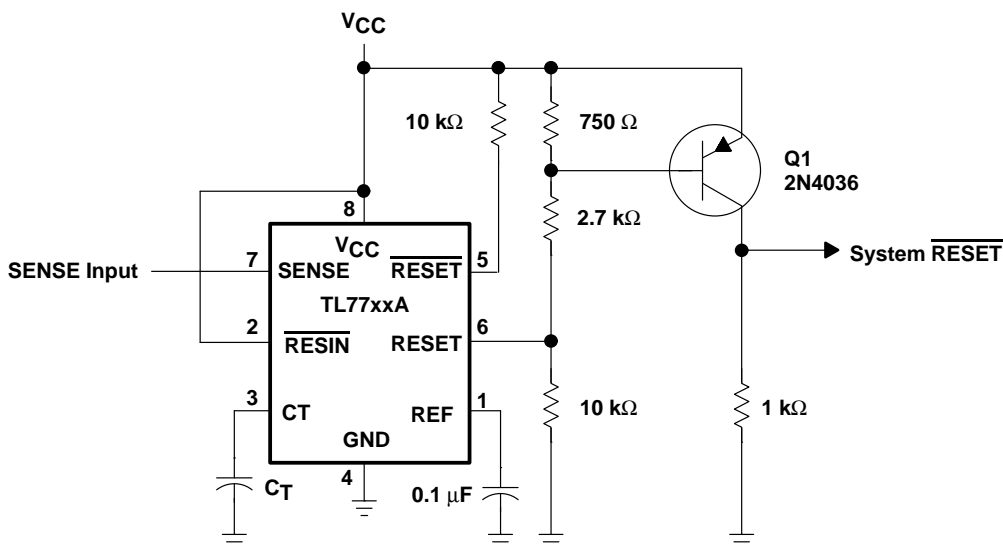 VCC
10 kΩ
750 Ω
Q1
2N4036
2.7 kΩ
8
VCC
SENSE Input
7
SENSE
RESET
5
System RESET
TL77xxA
2
RESIN
RESET
6
3
CT
REF
1
10 kΩ
1 kΩ
GND
4
CT
0.1 µF